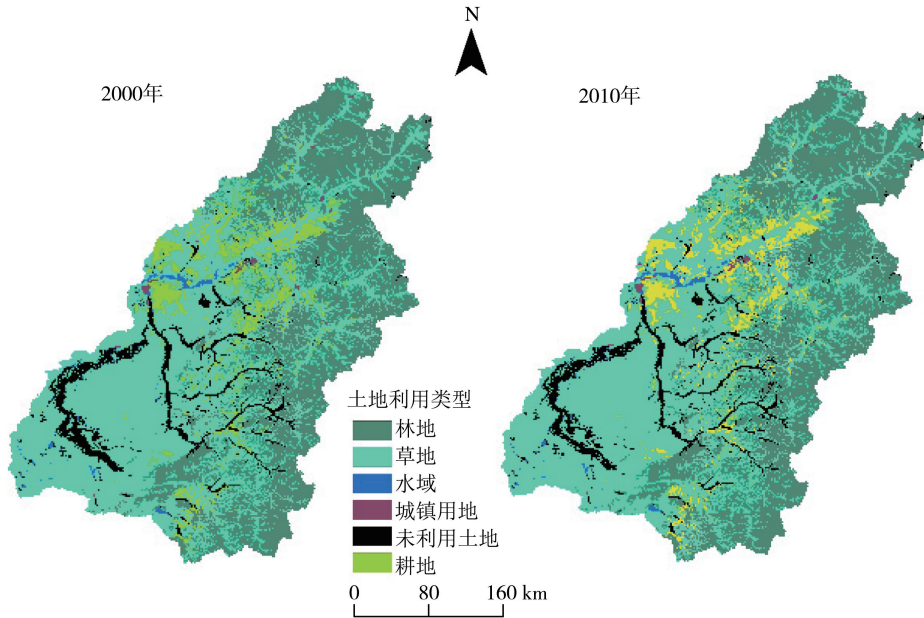 N
2000年
2010年
土地利用类型
林地
草地
水域
城镇用地
未利用土地
耕地
0 80 160 km